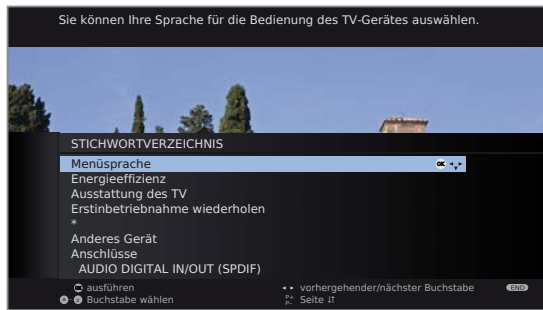 Sie können Ihre Sprache für die Bedienung des TV-Gerätes auswählen.
STICHWORTVERZEICHNIS
Menüsprache OK
Energieeffizienz
Ausstattung des TV
Erstinbetriebnahme wiederholen
*
Anderes Gerät
Anschlüsse
AUDIO DIGITAL IN/OUT (SPDIF)
OK ausführen vorhergehender/nächster Buchstabe END
Buchstabe wählen P+ P– Seite